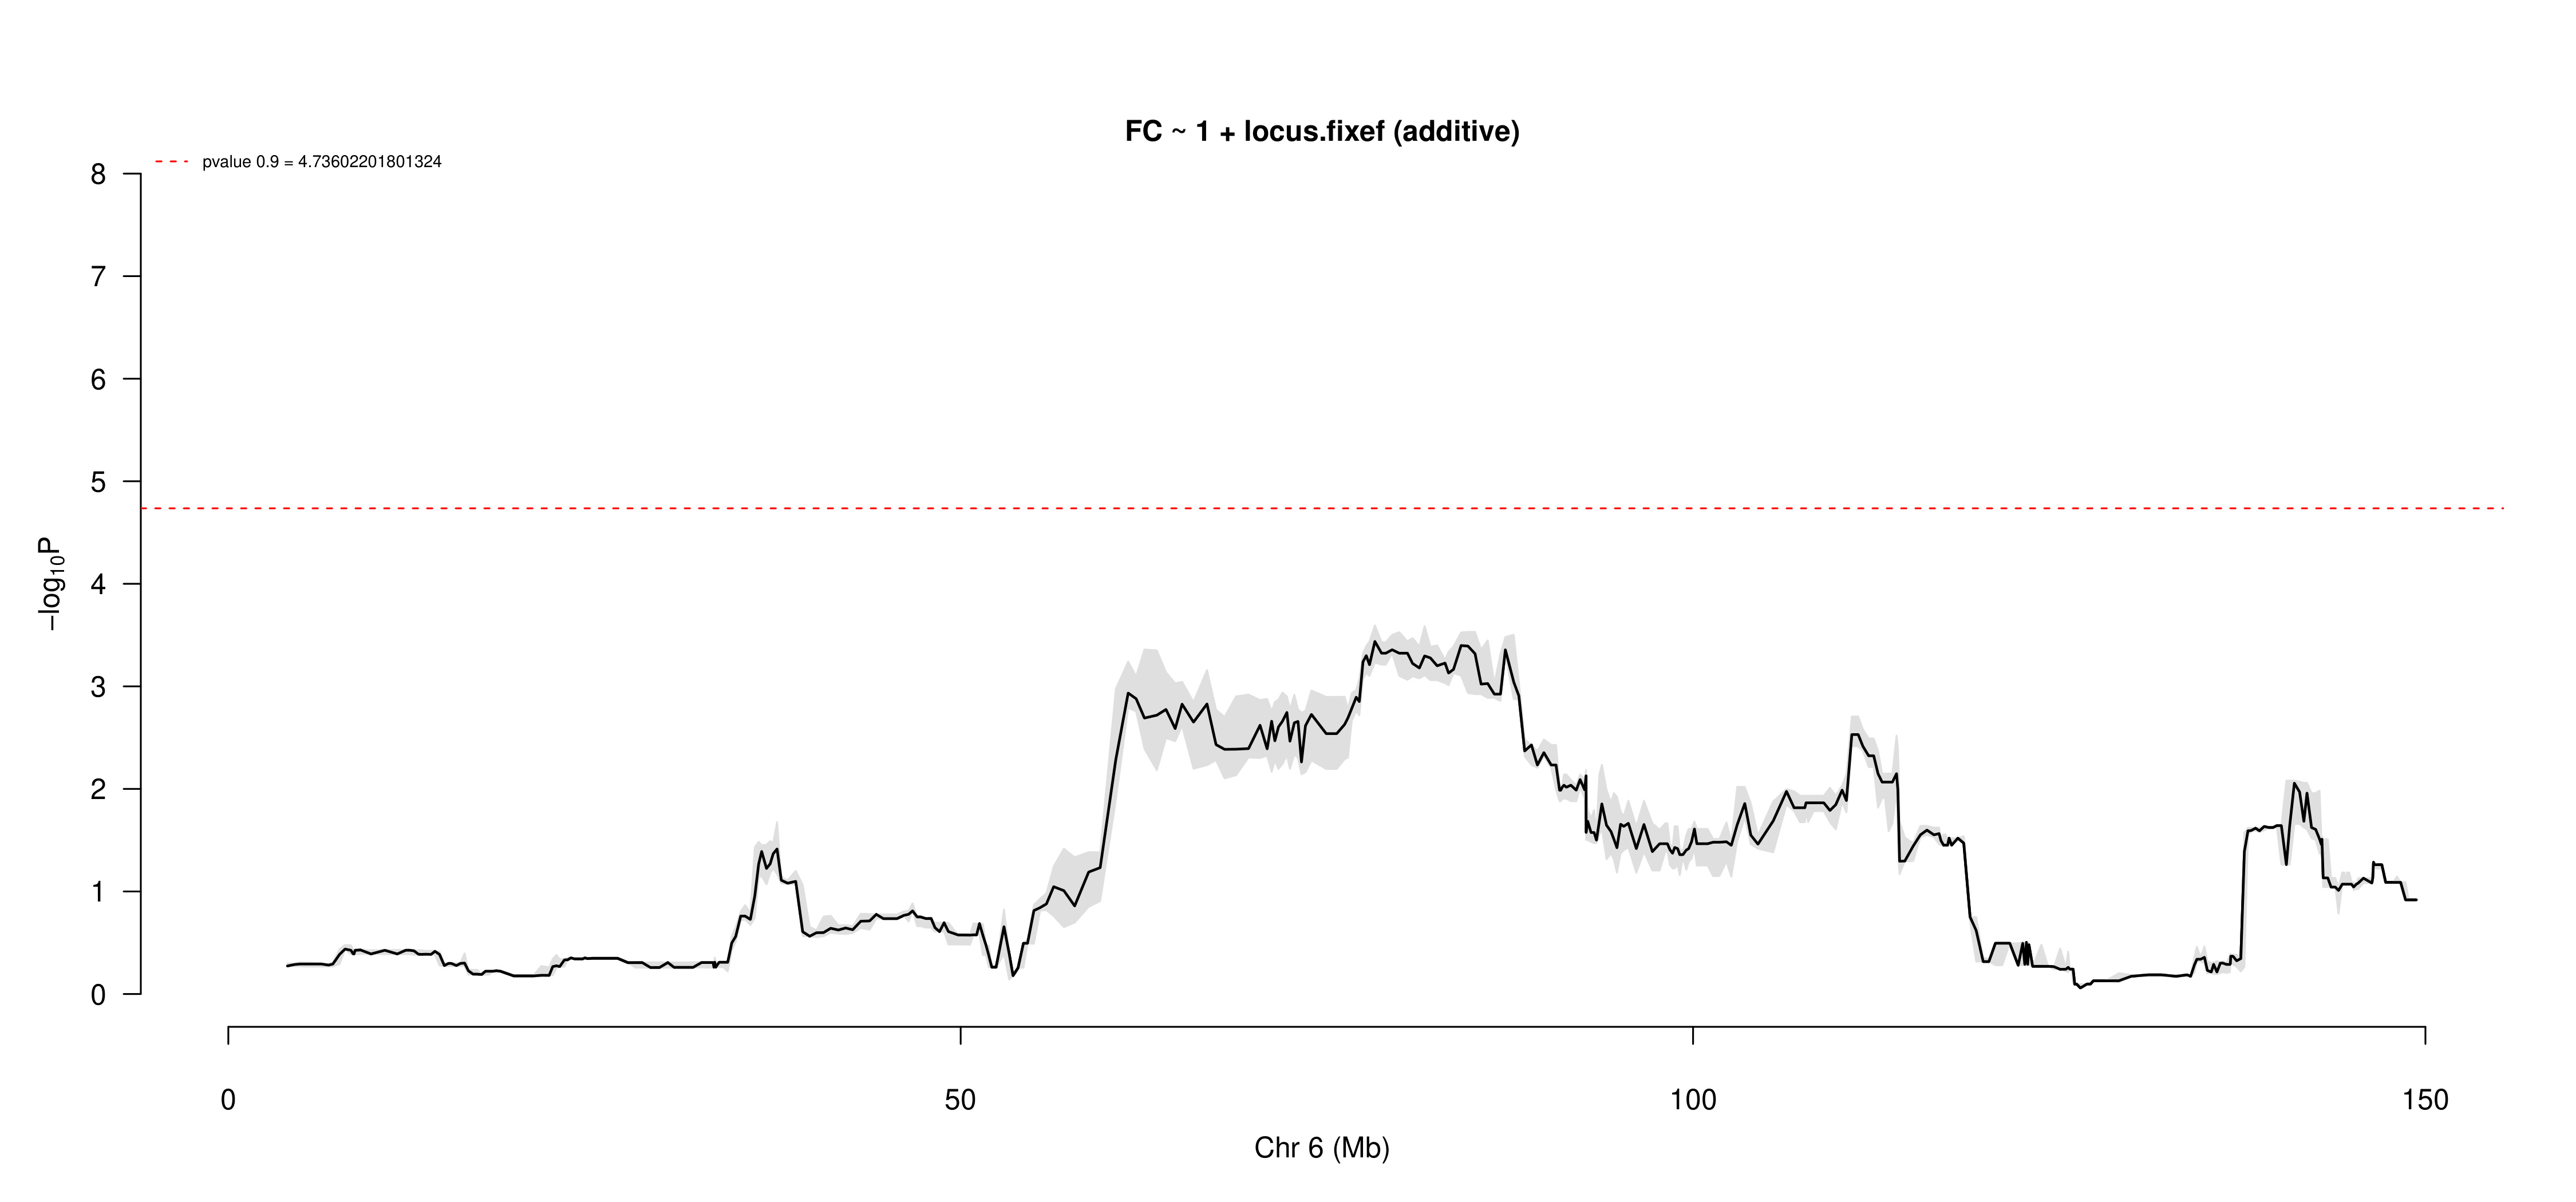 FC ~ 1 + locus.fixef (additive)
pvalue 0.9 = 4.73602201801324
8
7
6
5
4
3
2
1
0
−log10P
0 50 100 150
Chr 6 (Mb)